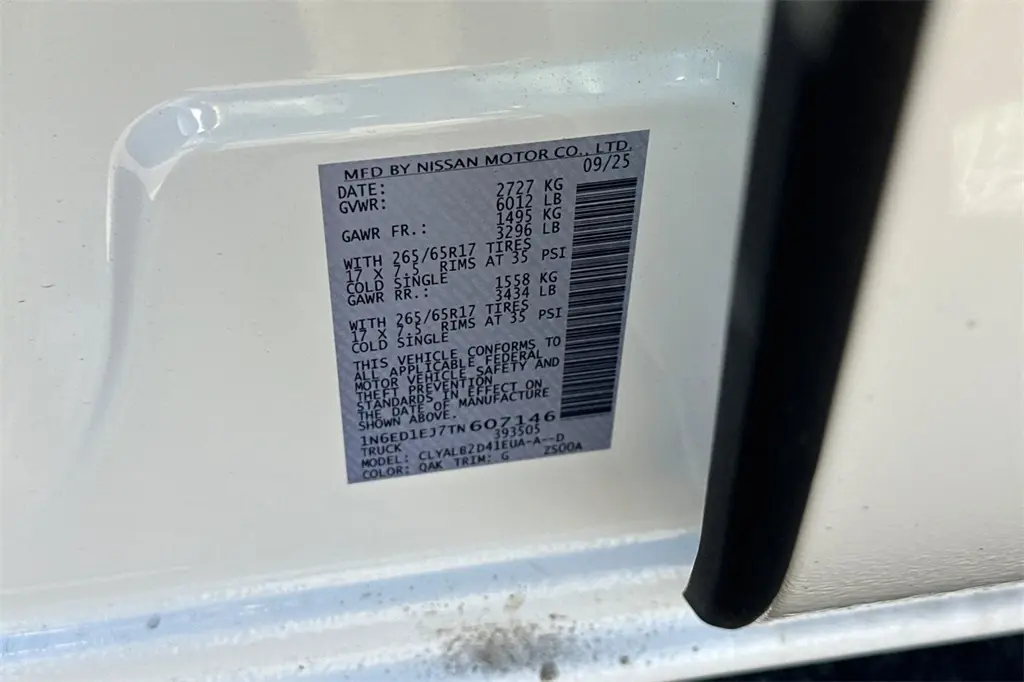 MFD BY NISSAN MOTOR CO., LTD.
DATE: 09/25
GVWR: 2727 KG
6012 LB
GAWR FR.: 1495 KG
3296 LB
WITH 265/65R17 TIRES
17 X 7.5 RIMS AT 35 PSI
COLD SINGLE
GAWR RR.: 1558 KG
3434 LB
WITH 265/65R17 TIRES
17 X 7.5 RIMS AT 35 PSI
COLD SINGLE
THIS VEHICLE CONFORMS TO
ALL APPLICABLE FEDERAL
MOTOR VEHICLE SAFETY AND
THEFT PREVENTION
STANDARDS IN EFFECT ON
THE DATE OF MANUFACTURE
SHOWN ABOVE.
1N6ED1EJ7TN607146
TRUCK 393505
MODEL: CLYALB2D41EUA-A--D
COLOR: QAK TRIM: G ZS00A